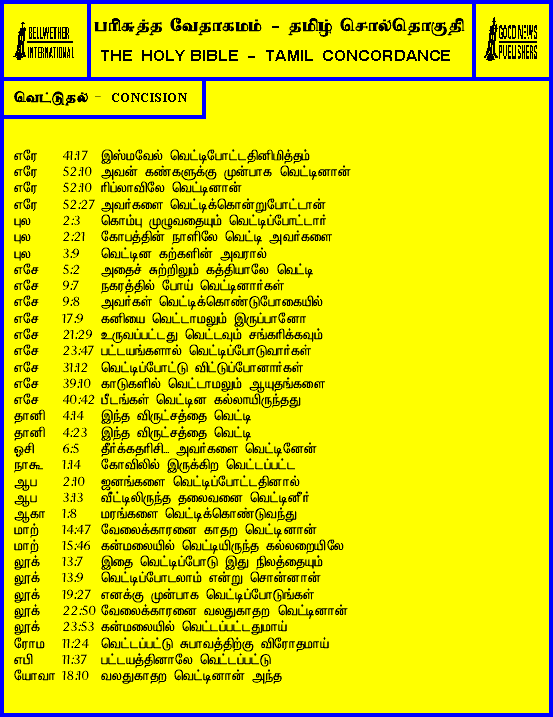 BELLWETHER
INTERNATIONAL
பரிசுத்த வேதாகமம் - தமிழ் சொல்தொகுதி
THE HOLY BIBLE - TAMIL CONCORDANCE
GOOD NEWS
PUBLISHERS
வெட்டுதல் - CONCISION
எரே 41:17 இஸ்மவேல் வெட்டிபோட்டதினிமித்தம்
எரே 52:10 அவன் கண்களுக்கு முன்பாக வெட்டினான்
எரே 52:10 ரிப்லாவிலே வெட்டினான்
எரே 52:27 அவர்களை வெட்டிக்கொன்றுபோட்டான்
புல 2:3 கொம்பு முழுவதையும் வெட்டிப்போட்டார்
புல 2:21 கோபத்தின் நாளிலே வெட்டி அவர்களை
புல 3:9 வெட்டின கற்களின் அவரால்
எசே 5:2 அதைச் சுற்றிலும் கத்தியாலே வெட்டி
எசே 9:7 நகரத்தில் போய் வெட்டினார்கள்
எசே 9:8 அவர்கள் வெட்டிக்கொண்டுபோகையில்
எசே 17:9 கனியை வெட்டாமலும் இருப்பானோ
எசே 21:29 உருவப்பட்டது வெட்டவும் சங்கரிக்கவும்
எசே 23:47 பட்டயங்களால் வெட்டிப்போடுவார்கள்
எசே 31:12 வெட்டிப்போட்டு விட்டுப்போனார்கள்
எசே 39:10 காடுகளில் வெட்டாமலும் ஆயுதங்களை
எசே 40:42 பீடங்கள் வெட்டின கல்லாயிருந்தது
தானி 4:14 இந்த விருட்சத்தை வெட்டி
தானி 4:23 இந்த விருட்சத்தை வெட்டி
ஓசி 6:5 தீர்க்கதரிசி... அவர்களை வெட்டினேன்
நாகூ 1:14 கோவிலில் இருக்கிற வெட்டப்பட்ட
ஆப 2:10 ஜனங்களை வெட்டிப்போட்டதினால்
ஆப 3:13 வீட்டிலிருந்த தலைவனை வெட்டினீர்
ஆகா 1:8 மரங்களை வெட்டிக்கொண்டுவந்து
மாற் 14:47 வேலைக்காரனை காதற வெட்டினான்
மாற் 15:46 கன்மலையில் வெட்டியிருந்த கல்லறையிலே
லூக் 13:7 இதை வெட்டிப்போடு இது நிலத்தையும்
லூக் 13:9 வெட்டிப்போடலாம் என்று சொன்னான்
லூக் 19:27 எனக்கு முன்பாக வெட்டிப்போடுங்கள்
லூக் 22:50 வேலைக்காரனை வலதுகாதற வெட்டினான்
லூக் 23:53 கன்மலையில் வெட்டப்பட்டதுமாய்
ரோம 11:24 வெட்டப்பட்டு சுபாவத்திற்கு விரோதமாய்
எபி 11:37 பட்டயத்தினாலே வெட்டப்பட்டு
யோவா 18:10 வலதுகாதற வெட்டினான் அந்த